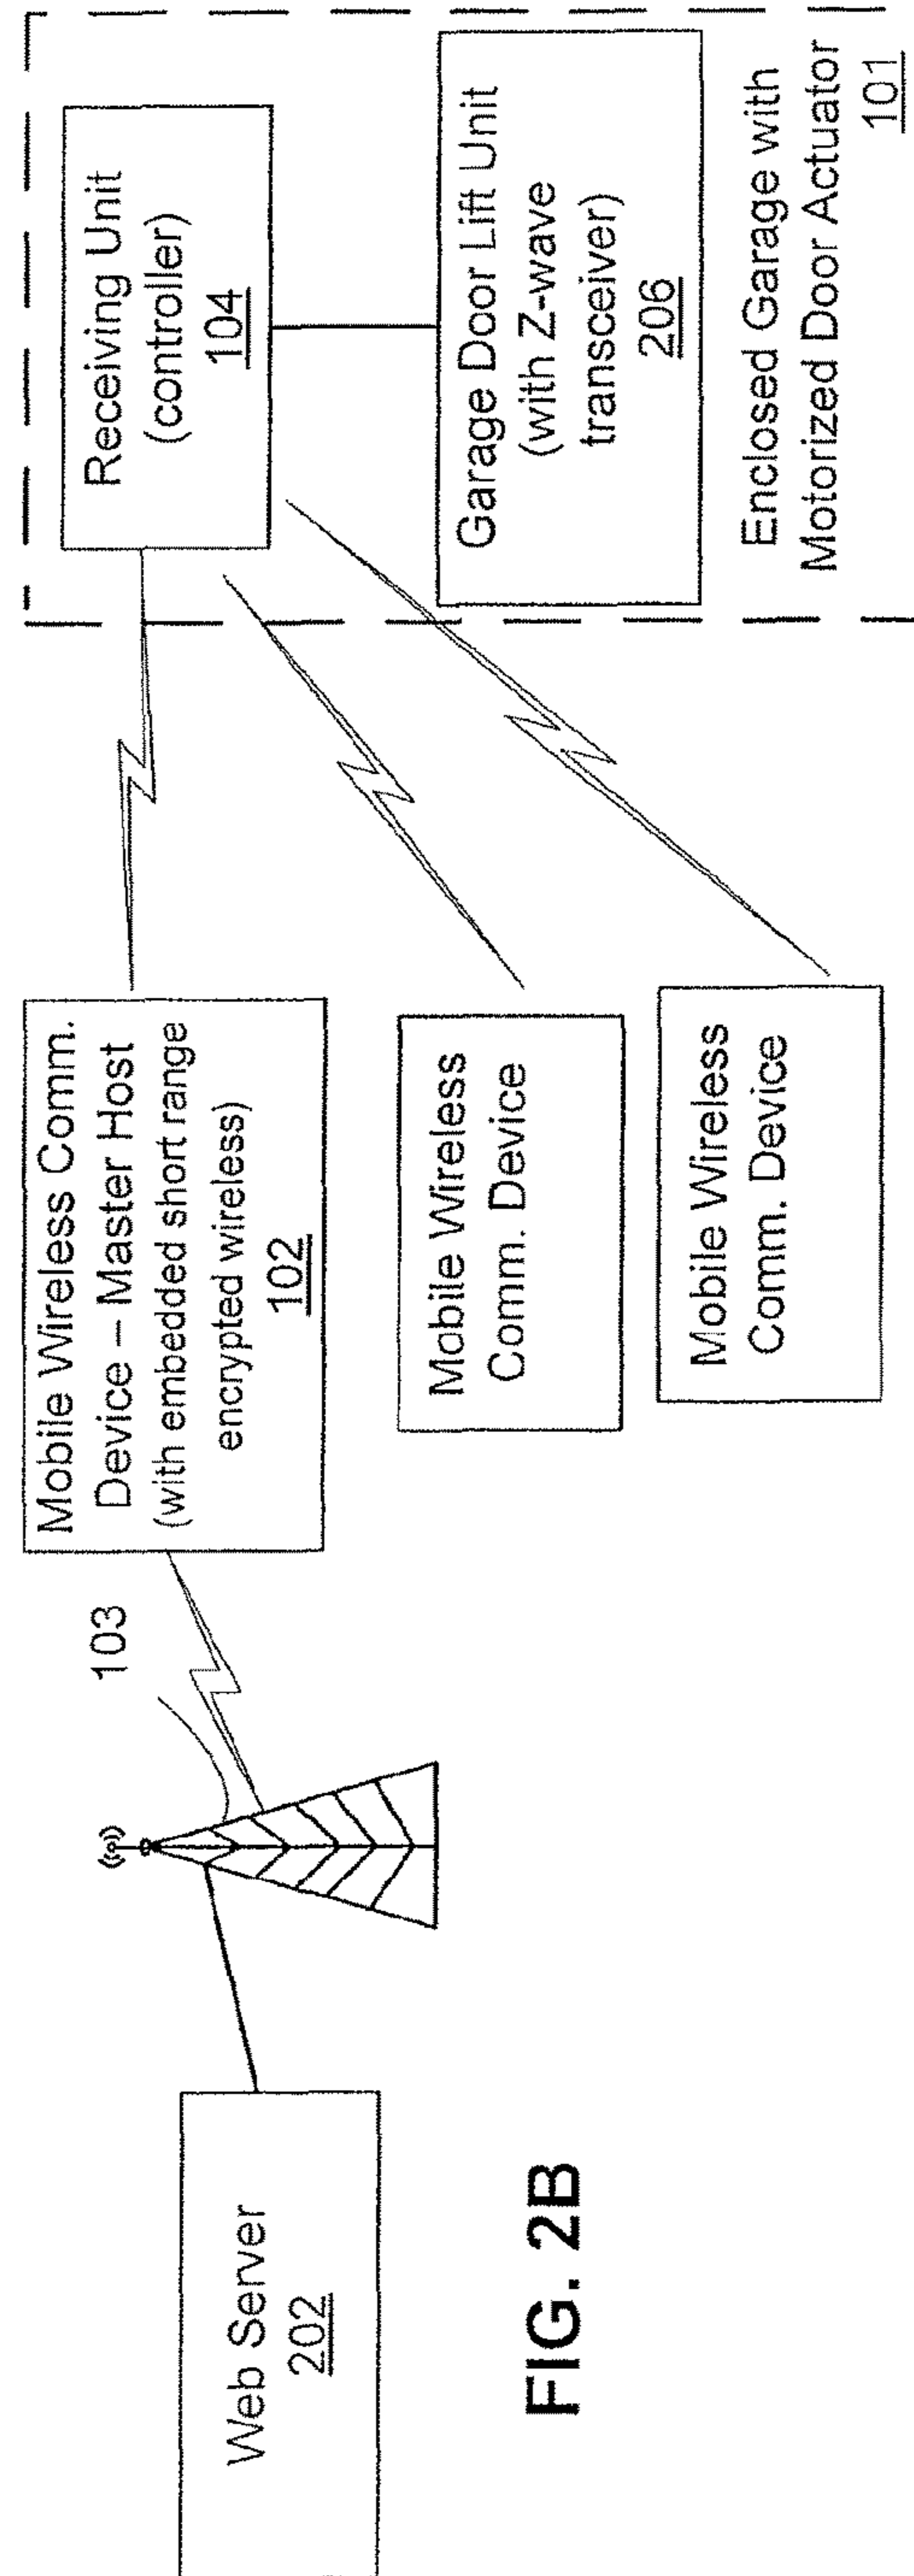 Web Server
202
103
Mobile Wireless Comm.
Device – Master Host
(with embedded short range
encrypted wireless)
102
Mobile Wireless
Comm. Device
Mobile Wireless
Comm. Device
Receiving Unit
(controller)
104
Garage Door Lift Unit
(with Z-wave
transceiver)
206
Enclosed Garage with
Motorized Door Actuator
101
FIG. 2B